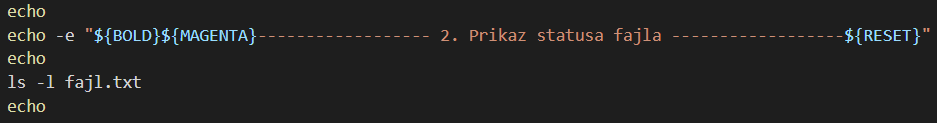 echo
echo -e "${BOLD}${MAGENTA}------------------ 2. Prikaz statusa fajla ------------------${RESET}"
echo
ls -l fajl.txt
echo